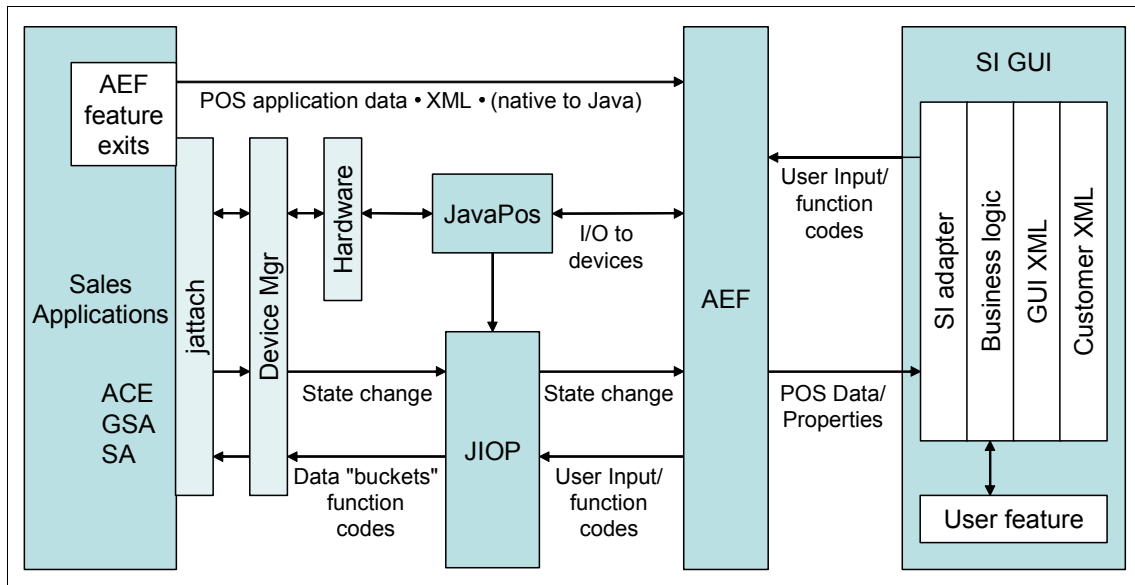 AEF
feature
exits
POS application data • XML • (native to Java)
Sales
Applications
ACE
GSA
SA
jattach
Device Mgr
Hardware
JavaPos
I/O to
devices
State change
JIOP
State change
Data "buckets"
function
codes
User Input/
function
codes
AEF
User Input/
function
codes
POS Data/
Properties
SI GUI
SI adapter
Business logic
GUI XML
Customer XML
User feature